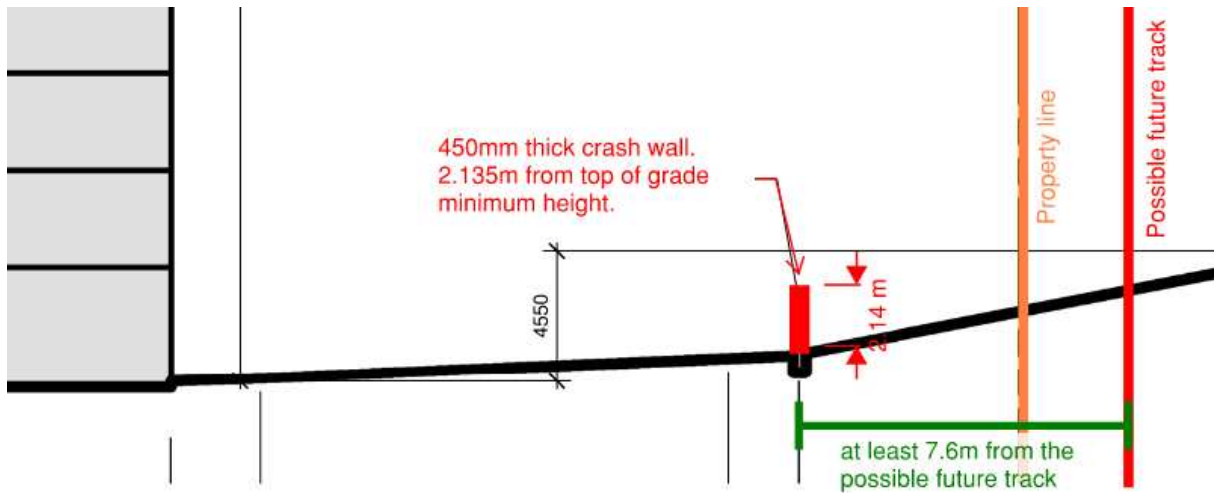 450mm thick crash wall.
2.135m from top of grade
minimum height.
4550
2.14 m
Property line
Possible future track
at least 7.6m from the
possible future track